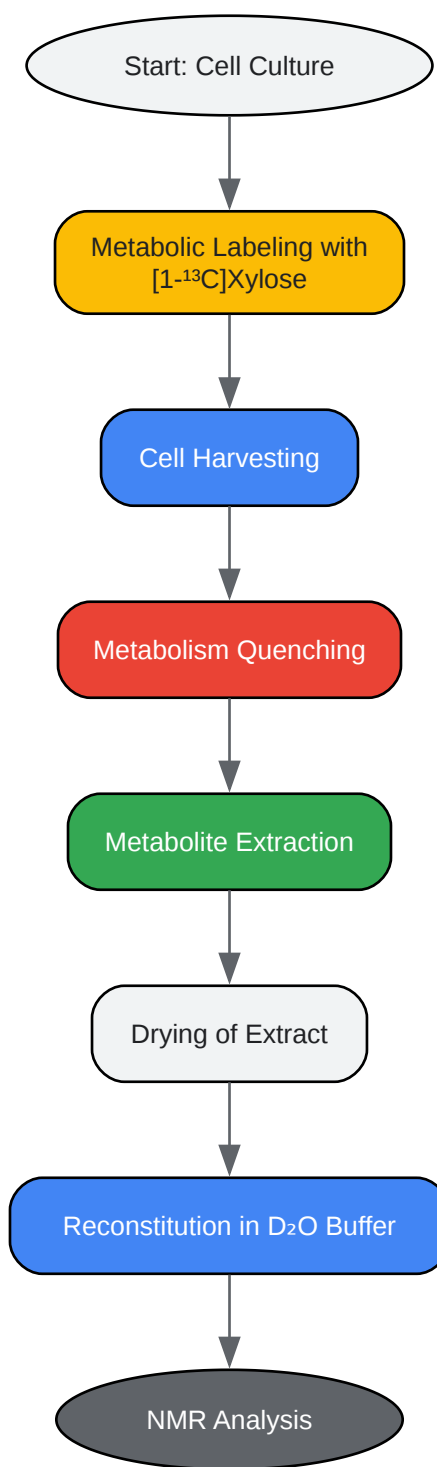 Start: Cell Culture
Metabolic Labeling with
[1-¹³C]Xylose
Cell Harvesting
Metabolism Quenching
Metabolite Extraction
Drying of Extract
Reconstitution in D₂O Buffer
NMR Analysis